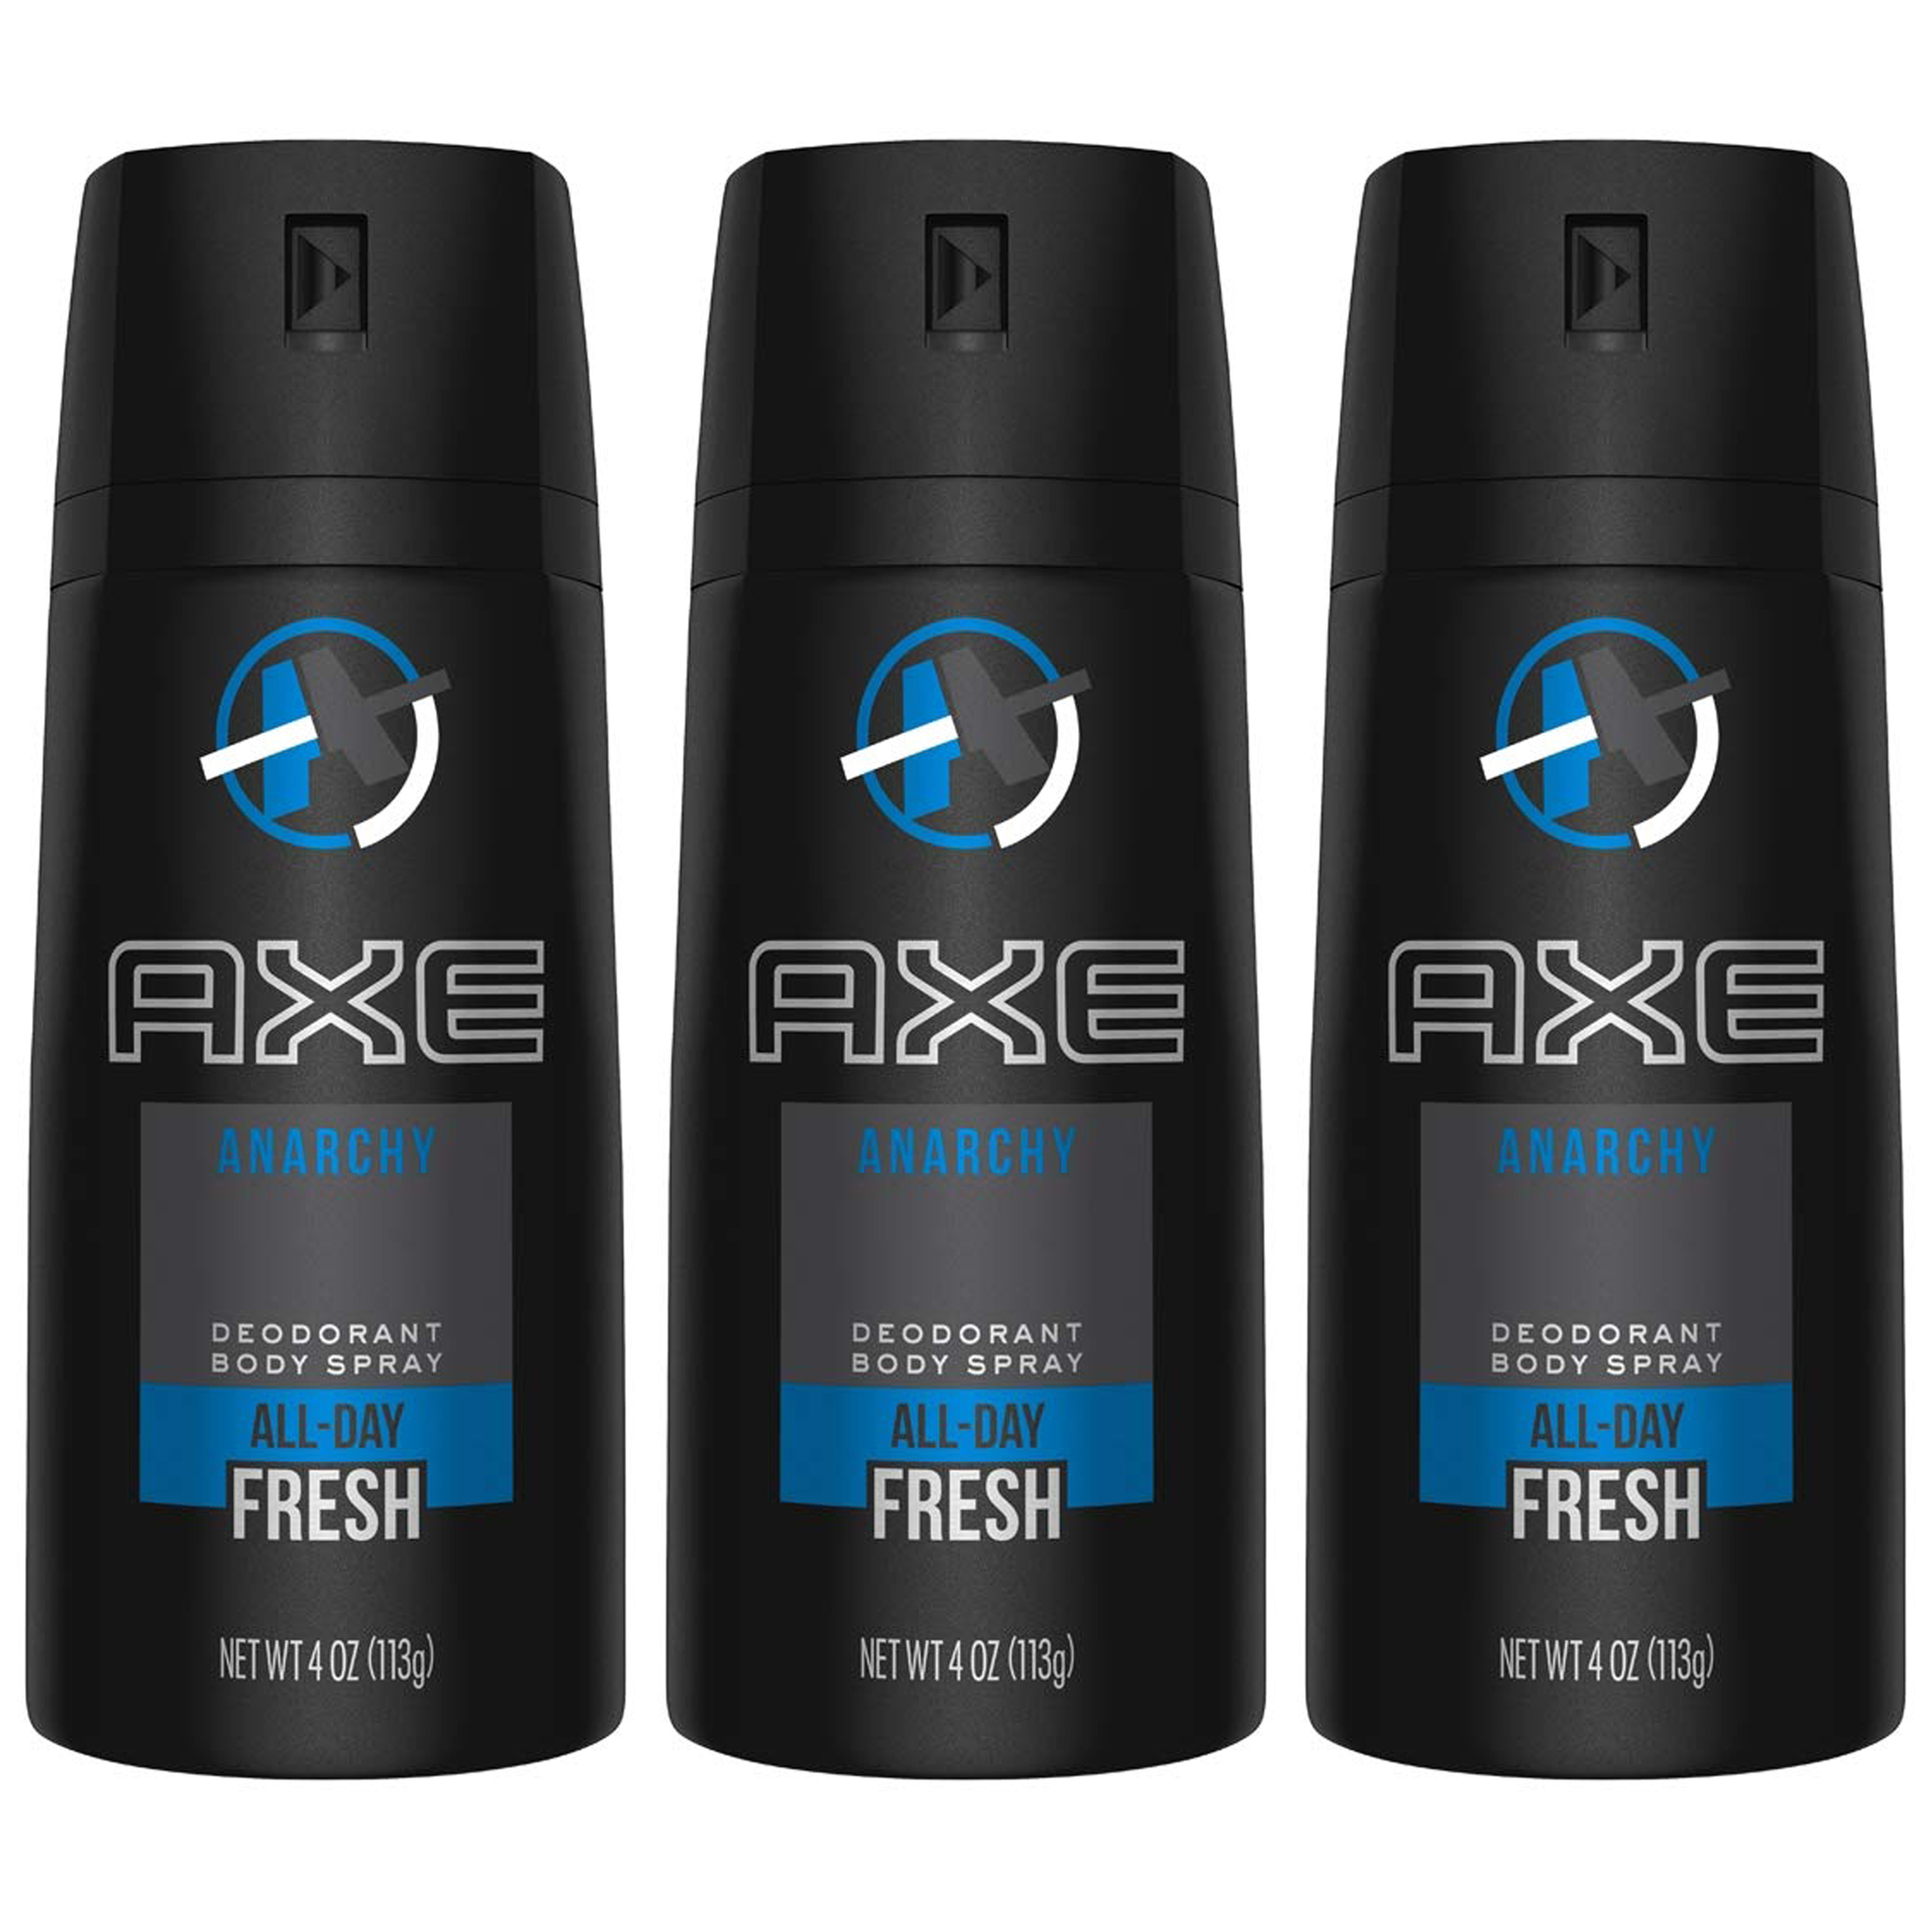 AXE
ANARCHY
DEODORANT
BODY SPRAY
ALL-DAY
FRESH
NET WT 4 OZ (113g)
AXE
ANARCHY
DEODORANT
BODY SPRAY
ALL-DAY
FRESH
NET WT 4 OZ (113g)
AXE
ANARCHY
DEODORANT
BODY SPRAY
ALL-DAY
FRESH
NET WT 4 OZ (113g)